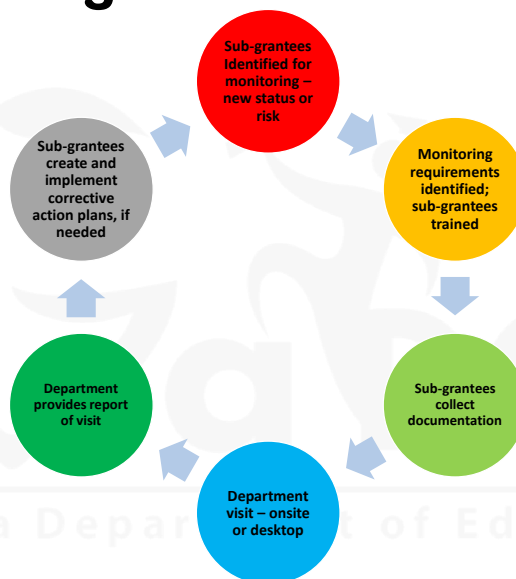 Sub-grantees
Identified for
monitoring –
new status or
risk
Monitoring
requirements
identified;
sub-grantees
trained
Sub-grantees
collect
documentation
Department
visit – onsite
or desktop
Department
provides report
of visit
Sub-grantees
create and
implement
corrective
action plans, if
needed